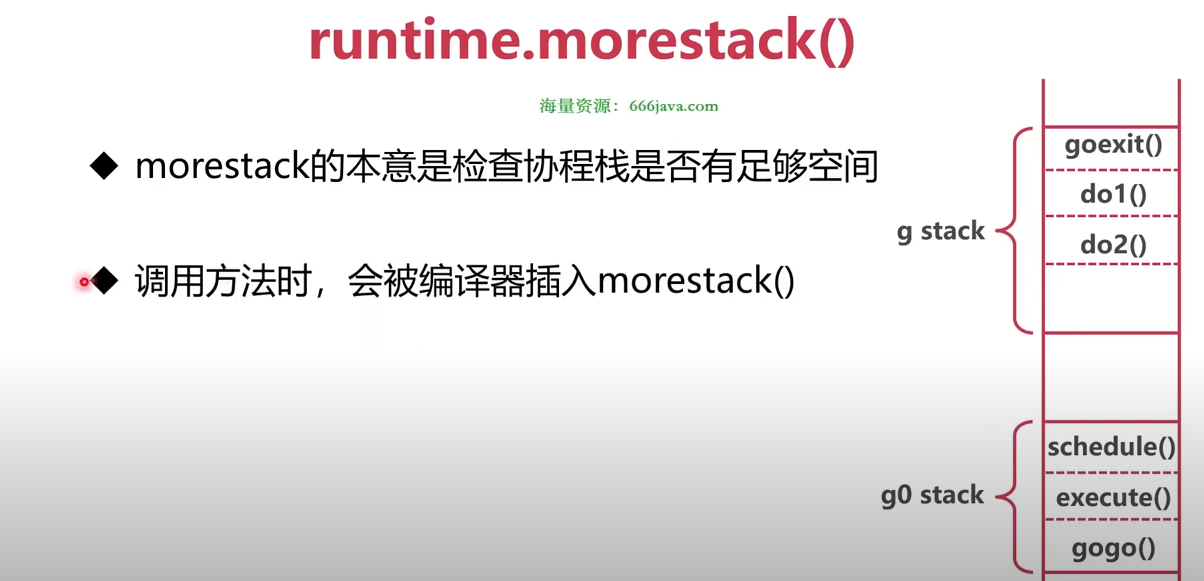 runtime.morestack()
海量资源：666java.com
morestack的本意是检查协程栈是否有足够空间
调用方法时，会被编译器插入morestack()
g stack
goexit()
do1()
do2()
g0 stack
schedule()
execute()
gogo()